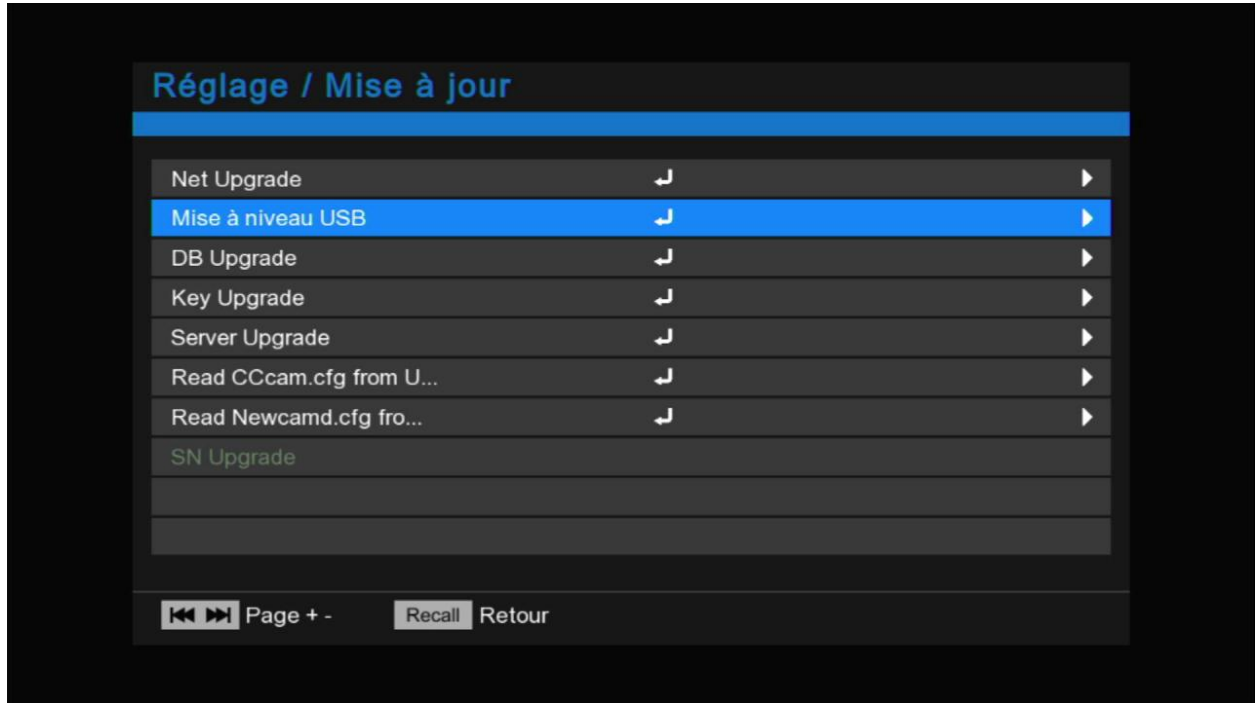 Réglage / Mise à jour
Net Upgrade
Mise à niveau USB
DB Upgrade
Key Upgrade
Server Upgrade
Read CCcam.cfg from U...
Read Newcamd.cfg fro...
SN Upgrade
Page + - Recall Retour